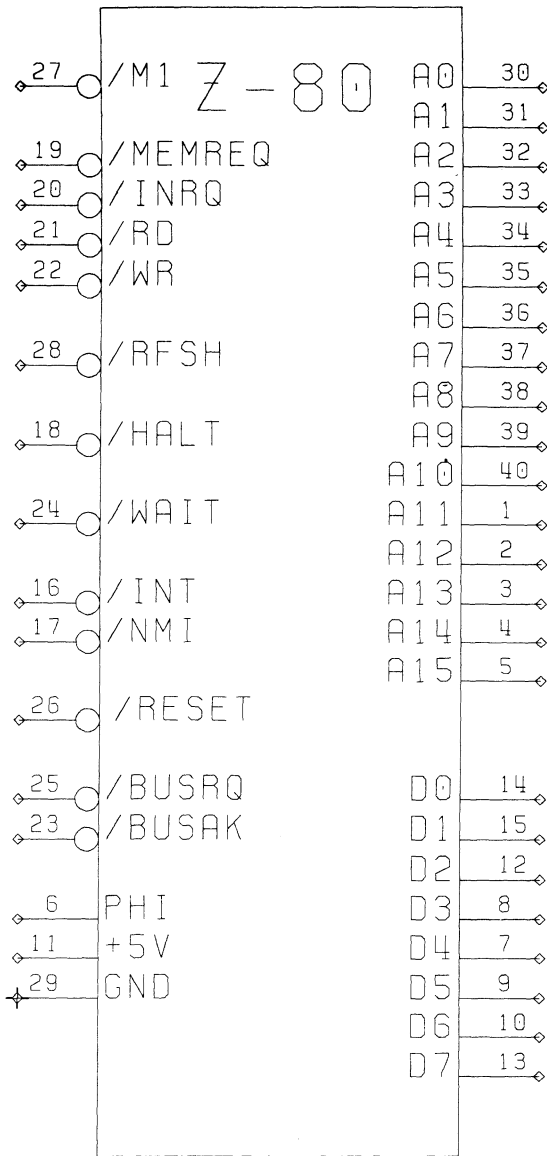 Z-80
27 /M1
19 /MEMREQ
20 /INRQ
21 /RD
22 /WR
28 /RFSH
18 /HALT
24 /WAIT
16 /INT
17 /NMI
26 /RESET
25 /BUSRQ
23 /BUSAK
6 PHI
11 +5V
29 GND
A0 30
A1 31
A2 32
A3 33
A4 34
A5 35
A6 36
A7 37
A8 38
A9 39
A10 40
A11 1
A12 2
A13 3
A14 4
A15 5
D0 14
D1 15
D2 12
D3 8
D4 7
D5 9
D6 10
D7 13